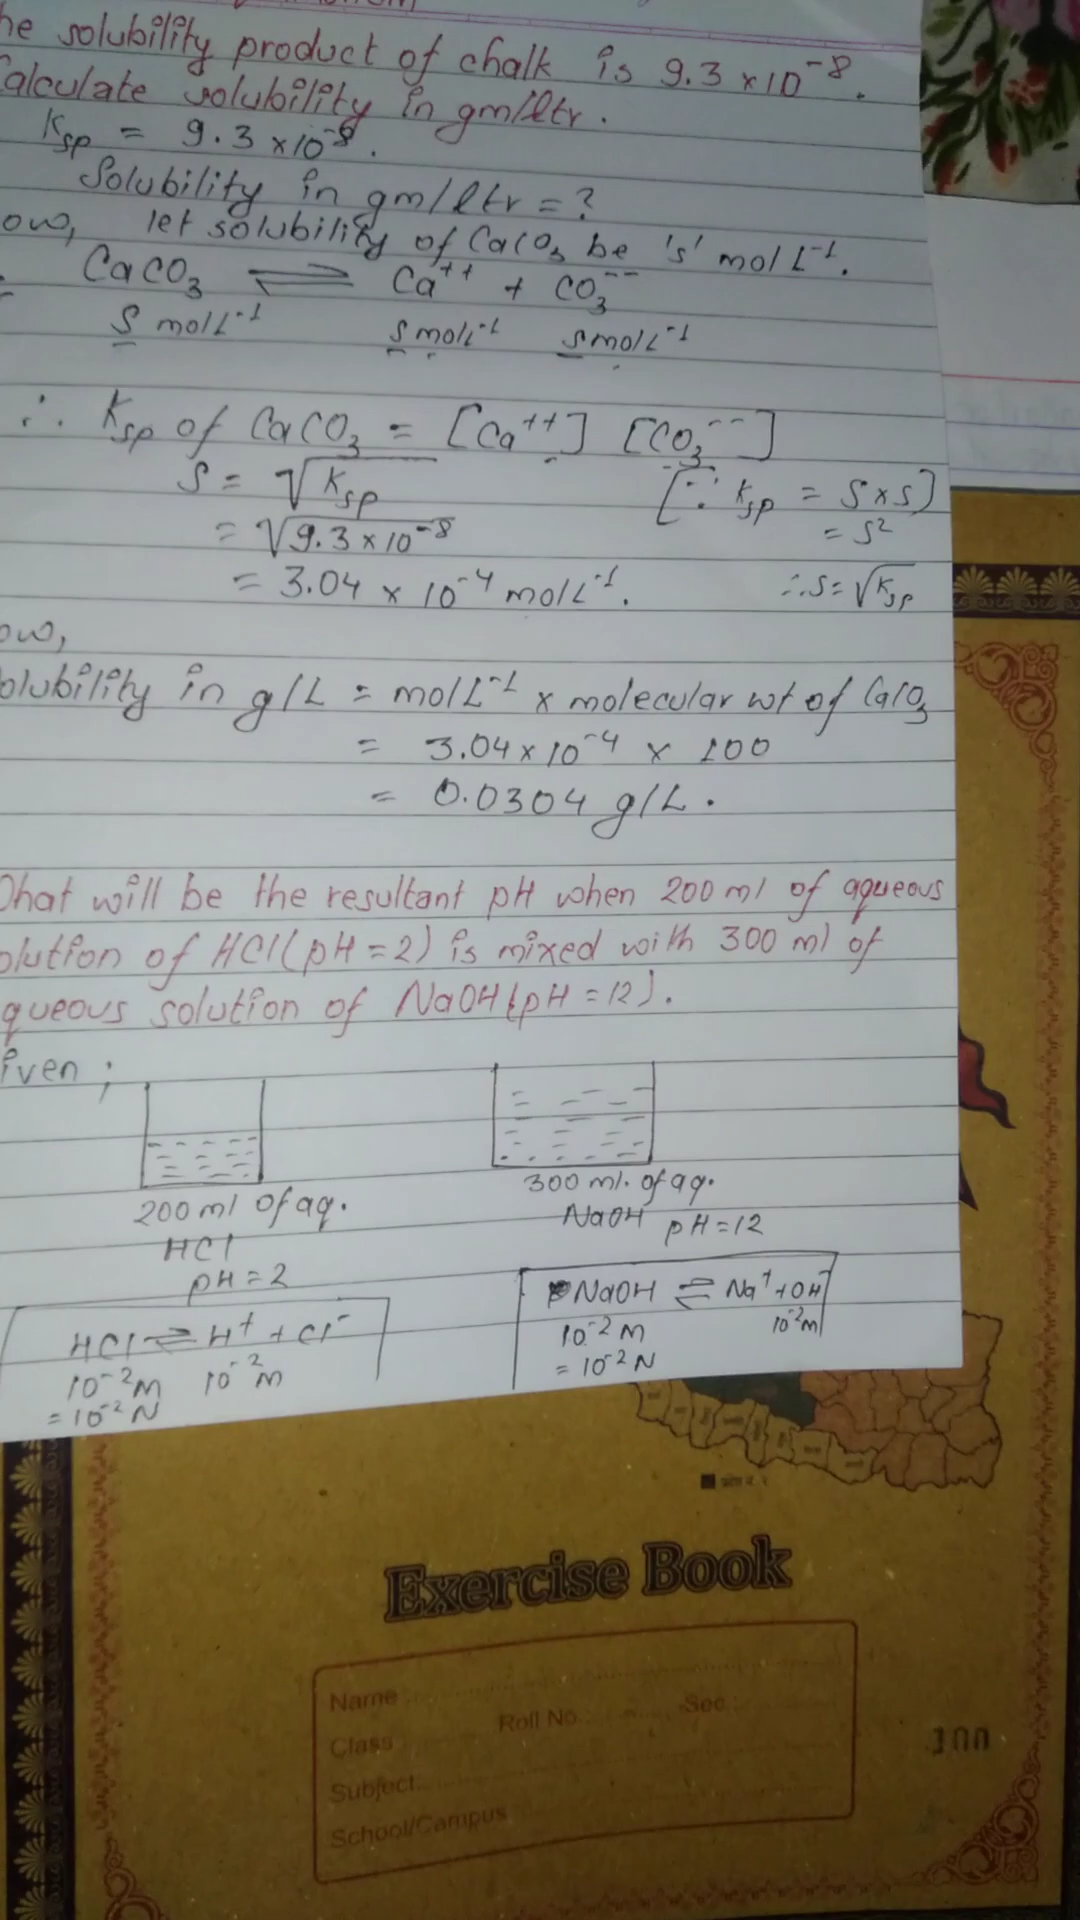 he solubility product of chalk is 9.3 × 10⁻⁸.
alculate solubility in gm/ltr.
Ksp = 9.3 × 10⁻⁸.
Solubility in gm/ltr = ?
ow, let solubility of CaCO₃ be 's' mol L⁻¹.
CaCO₃ ⇌ Ca⁺⁺ + CO₃⁻⁻
S mol L⁻¹ S mol L⁻¹ S mol L⁻¹
∴ Ksp of CaCO₃ = [Ca⁺⁺] [CO₃⁻⁻]
S = √Ksp [∵ Ksp = S × S]
= √9.3 × 10⁻⁸ = S²
= 3.04 × 10⁻⁴ mol L⁻¹. ∴ S = √Ksp
ow,
olubility in g/L = mol L⁻¹ × molecular wt of CaCO₃
= 3.04 × 10⁻⁴ × 100
= 0.0304 g/L.
hat will be the resultant pH when 200 ml of aqueous
olution of HCl (pH = 2) is mixed with 300 ml of
queous solution of NaOH (pH = 12).
iven ;
200 ml of aq. 300 ml. of aq.
HCl NaOH pH = 12
pH = 2
HCl ⇌ H⁺ + Cl⁻ NaOH ⇌ Na⁺ + OH⁻
10⁻² M 10⁻² M 10⁻² M 10⁻² M
= 10⁻² N = 10⁻² N
Exercise Book
Name
Class Roll No. Sec.
Subject
School/Campus
300